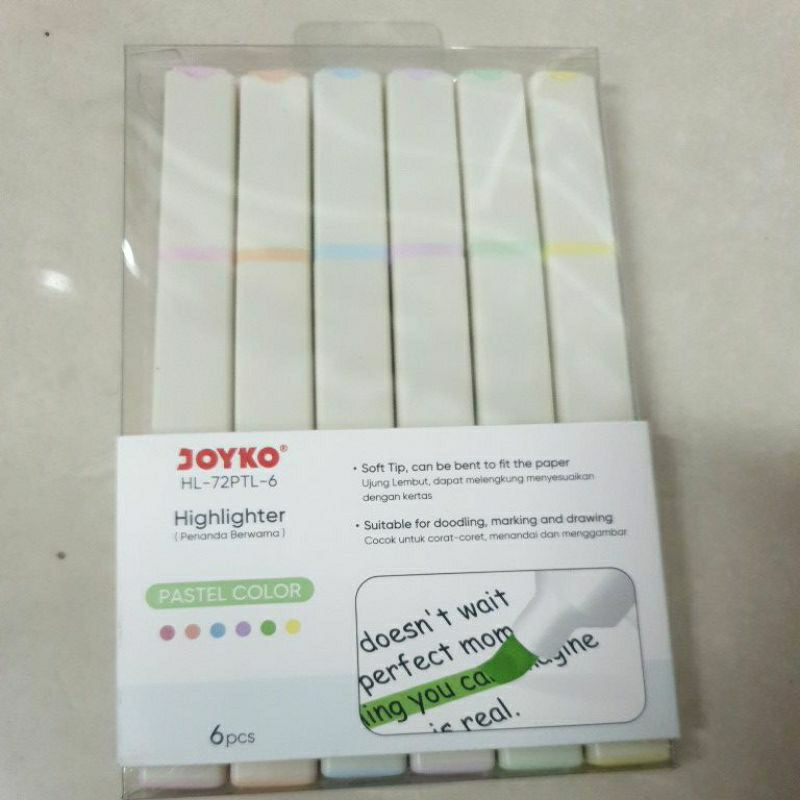 JOYKO®
HL-72PTL-6
Highlighter
(Penanda Berwarna)
PASTEL COLOR
6pcs
• Soft Tip, can be bent to fit the paper
Ujung Lembut, dapat melengkung menyesuaikan
dengan kertas
• Suitable for doodling, marking and drawing
Cocok untuk corat-coret, menandai dan menggambar
doesn't wait
perfect mom
ing you ca
is real.